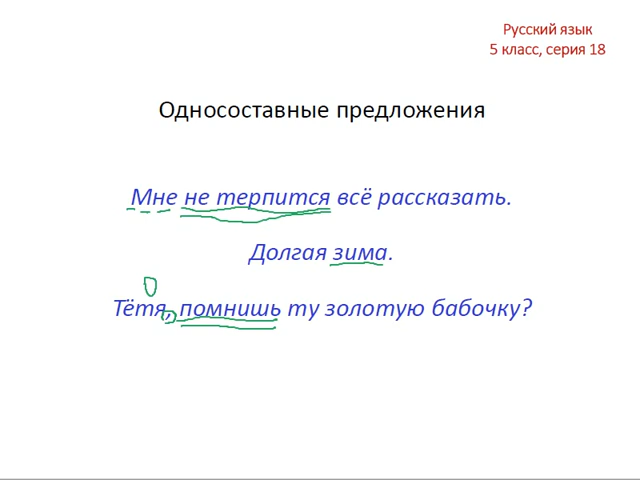 Русский язык
5 класс, серия 18
Односоставные предложения
Мне не терпится всё рассказать.
Долгая зима.
Тётя, помнишь ту золотую бабочку?